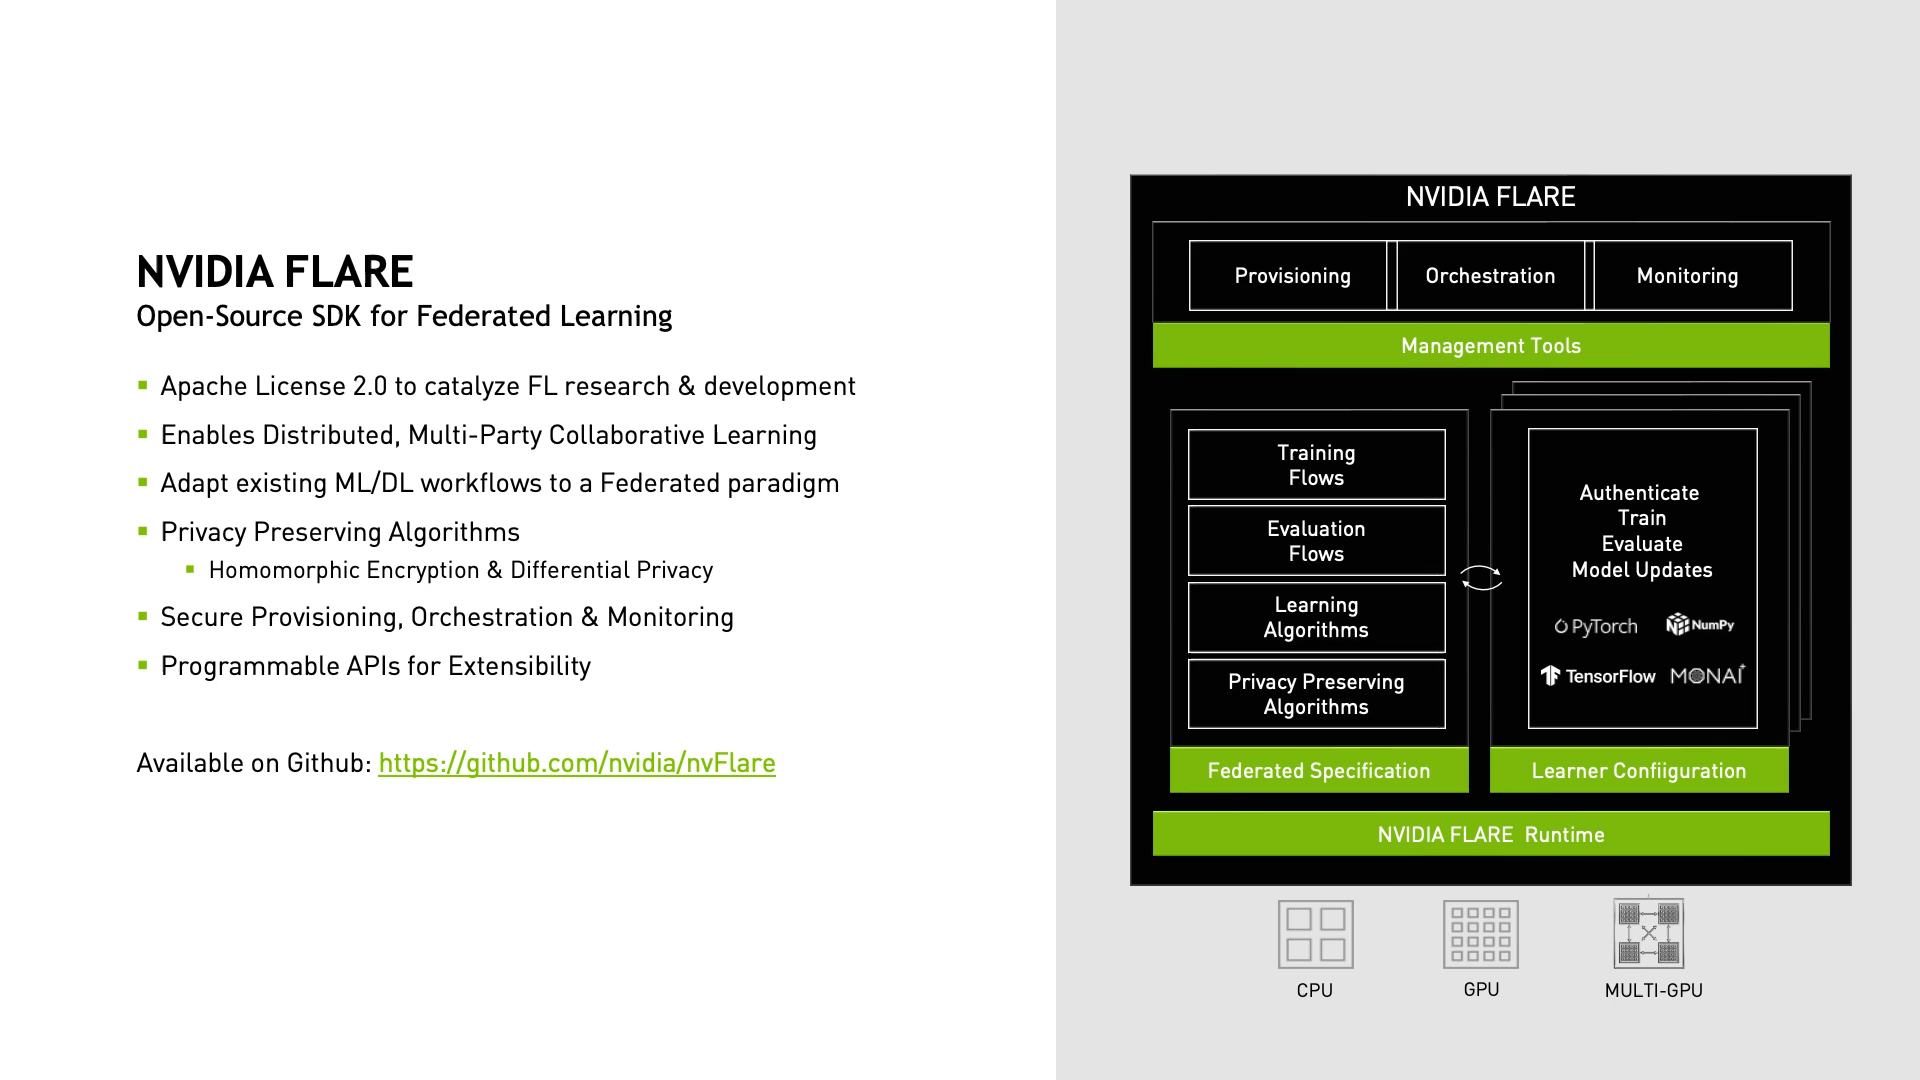 NVIDIA FLARE
Open-Source SDK for Federated Learning
Apache License 2.0 to catalyze FL research & development
Enables Distributed, Multi-Party Collaborative Learning
Adapt existing ML/DL workflows to a Federated paradigm
Privacy Preserving Algorithms
Homomorphic Encryption & Differential Privacy
Secure Provisioning, Orchestration & Monitoring
Programmable APIs for Extensibility
Available on Github: https://github.com/nvidia/nvFlare
NVIDIA FLARE
Provisioning
Orchestration
Monitoring
Management Tools
Training
Flows
Evaluation
Flows
Learning
Algorithms
Privacy Preserving
Algorithms
Federated Specification
Authenticate
Train
Evaluate
Model Updates
PyTorch
NumPy
TensorFlow
MONAI
Learner Confiiguration
NVIDIA FLARE Runtime
CPU
GPU
MULTI-GPU